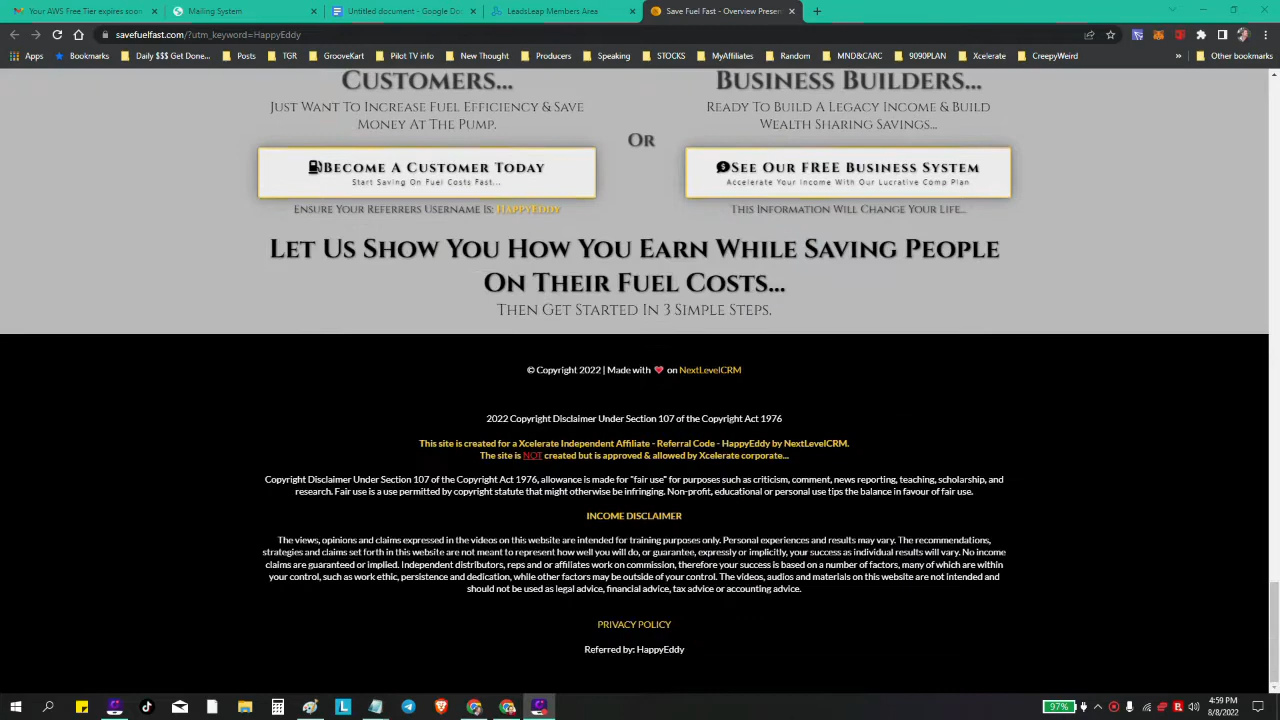 Your AWS Free Tier expires soon
Mailing System
Untitled document - Google Doc
LeadsLeap Members Area
Save Fuel Fast - Overview Presen
savefuelfast.com/?utm_keyword=HappyEddy
Apps
Bookmarks
Daily $$$y Get Done...
Posts
TGR
GrooveKart
Pilot TV info
New Thought
Producers
Speaking
STOCKS
MyAffiliates
Random
MND&CARC
9090PLAN
Xcelerate
CreepyWeird
»
Other bookmarks
Customers...
Business Builders...
Just Want To Increase Fuel Efficiency & Save
Money At The Pump.
Ready To Build A Legacy Income & Build
Wealth Sharing Savings...
Or
Become A Customer Today
Start Saving On Fuel Costs Fast...
See Our FREE Business System
Accelerate Your Income With Our Lucrative Comp Plan
Ensure Your Referrers Username Is: HappyEddy
This Information Will Change Your Life...
Let Us Show You How You Earn While Saving People
On Their Fuel Costs...
Then Get Started In 3 Simple Steps.
© Copyright 2022 | Made with ❤ on NextLevelCRM
2022 Copyright Disclaimer Under Section 107 of the Copyright Act 1976
This site is created for a Xcelerate Independent Affiliate - Referral Code - HappyEddy by NextLevelCRM.
The site is NOT created but is approved & allowed by Xcelerate corporate...
Copyright Disclaimer Under Section 107 of the Copyright Act 1976, allowance is made for "fair use" for purposes such as criticism, comment, news reporting, teaching, scholarship, and
research. Fair use is a use permitted by copyright statute that might otherwise be infringing. Non-profit, educational or personal use tips the balance in favour of fair use.
INCOME DISCLAIMER
The views, opinions and claims expressed in the videos on this website are intended for training purposes only. Personal experiences and results may vary. The recommendations,
strategies and claims set forth in this website are not meant to represent how well you will do, or guarantee, expressly or implicitly, your success as individual results will vary. No income
claims are guaranteed or implied. Independent distributors, reps and or affiliates work on commission, therefore your success is based on a number of factors, many of which are within
your control, such as work ethic, persistence and dedication, while other factors may be outside of your control. The videos, audios and materials on this website are not intended and
should not be used as legal advice, financial advice, tax advice or accounting advice.
PRIVACY POLICY
Referred by: HappyEddy
97%
4:59 PM
8/8/2022